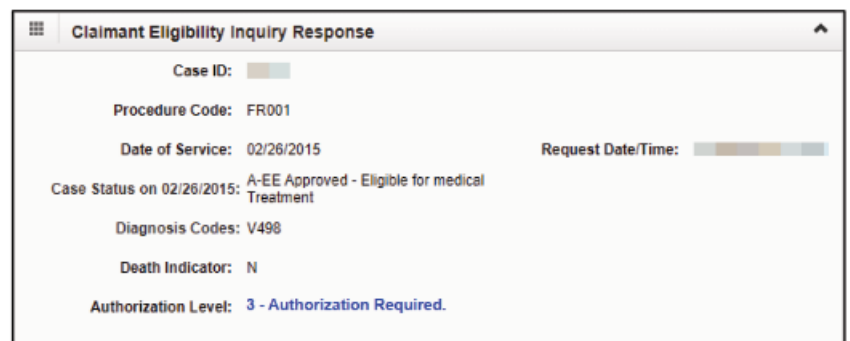 Claimant Eligibility Inquiry Response
Case ID:
Procedure Code: FR001
Date of Service: 02/26/2015 Request Date/Time:
Case Status on 02/26/2015: A-EE Approved - Eligible for medical
Treatment
Diagnosis Codes: V498
Death Indicator: N
Authorization Level: 3 - Authorization Required.